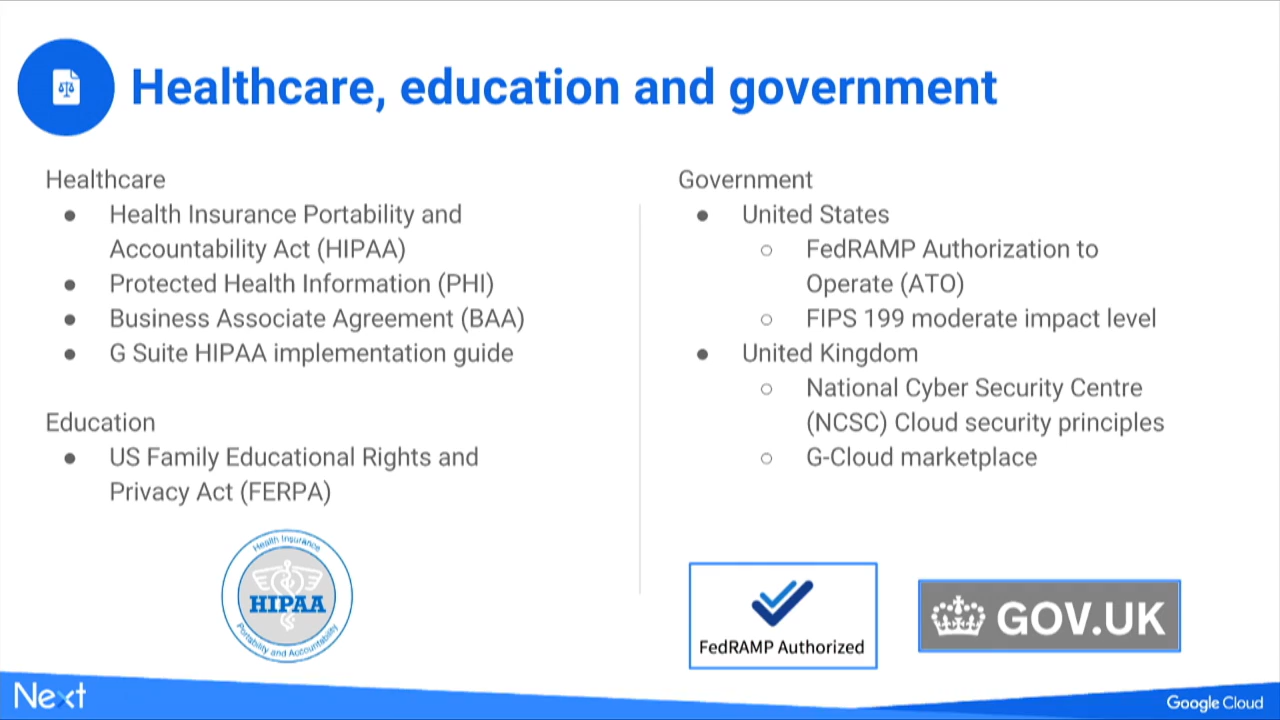 Healthcare, education and government
Healthcare
● Health Insurance Portability and
Accountability Act (HIPAA)
● Protected Health Information (PHI)
● Business Associate Agreement (BAA)
● G Suite HIPAA implementation guide
Education
● US Family Educational Rights and
Privacy Act (FERPA)
Health Insurance
HIPAA
Portability and Accountability
Government
● United States
○ FedRAMP Authorization to
Operate (ATO)
○ FIPS 199 moderate impact level
● United Kingdom
○ National Cyber Security Centre
(NCSC) Cloud security principles
○ G-Cloud marketplace
FedRAMP Authorized
GOV.UK
Next
Google Cloud